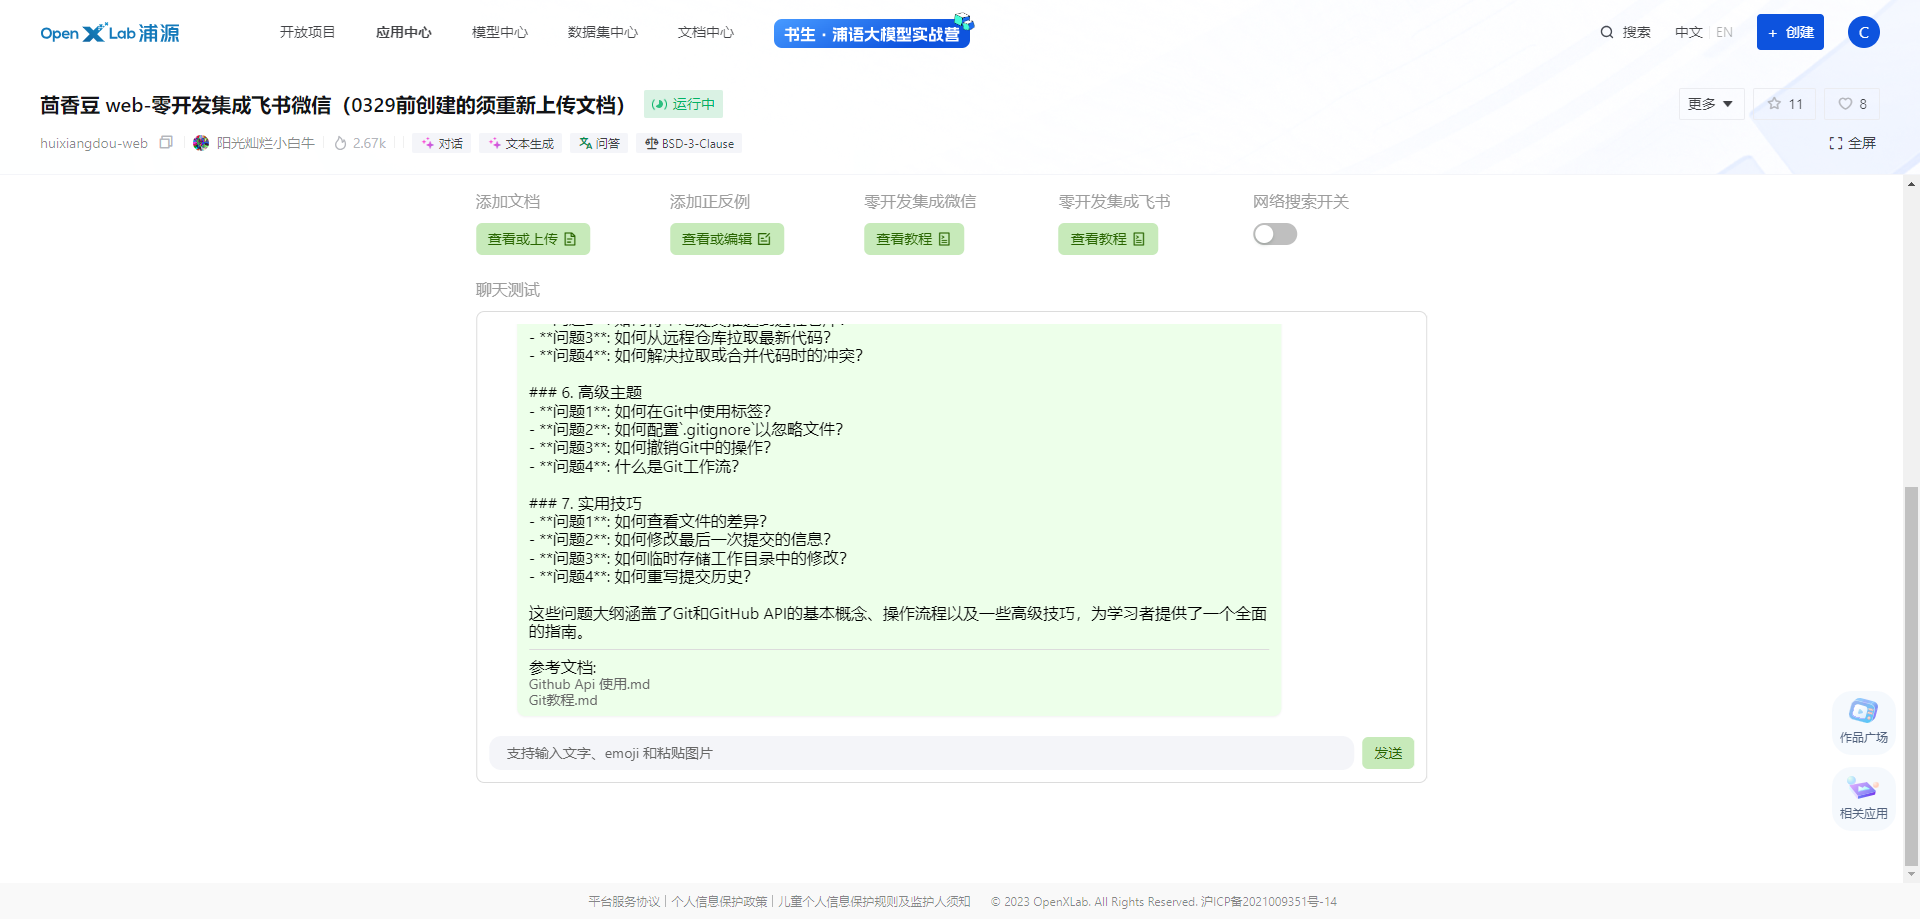 OpenXLab 浦源
开放项目
应用中心
模型中心
数据集中心
文档中心
书生·浦语大模型实战营
搜索
中文 | EN
+ 创建
C
茴香豆 web-零开发集成飞书微信（0329前创建的须重新上传文档）
运行中
更多
11
8
huixiangdou-web
阳光灿烂小白牛
2.67k
对话
文本生成
问答
BSD-3-Clause
全屏
添加文档
添加正反例
零开发集成微信
零开发集成飞书
网络搜索开关
查看或上传
查看或编辑
查看教程
查看教程
聊天测试
- **问题3**: 如何从远程仓库拉取最新代码？
- **问题4**: 如何解决拉取或合并代码时的冲突？
### 6. 高级主题
- **问题1**: 如何在Git中使用标签？
- **问题2**: 如何配置`.gitignore`以忽略文件？
- **问题3**: 如何撤销Git中的操作？
- **问题4**: 什么是Git工作流？
### 7. 实用技巧
- **问题1**: 如何查看文件的差异？
- **问题2**: 如何修改最后一次提交的信息？
- **问题3**: 如何临时存储工作目录中的修改？
- **问题4**: 如何重写提交历史？
这些问题大纲涵盖了Git和GitHub API的基本概念、操作流程以及一些高级技巧，为学习者提供了一个全面
的指南。
参考文档:
Github Api 使用.md
Git教程.md
支持输入文字、emoji 和粘贴图片
发送
作品广场
相关应用
平台服务协议 | 个人信息保护政策 | 儿童个人信息保护规则及监护人须知 © 2023 OpenXLab. All Rights Reserved. 沪ICP备2021009351号-14